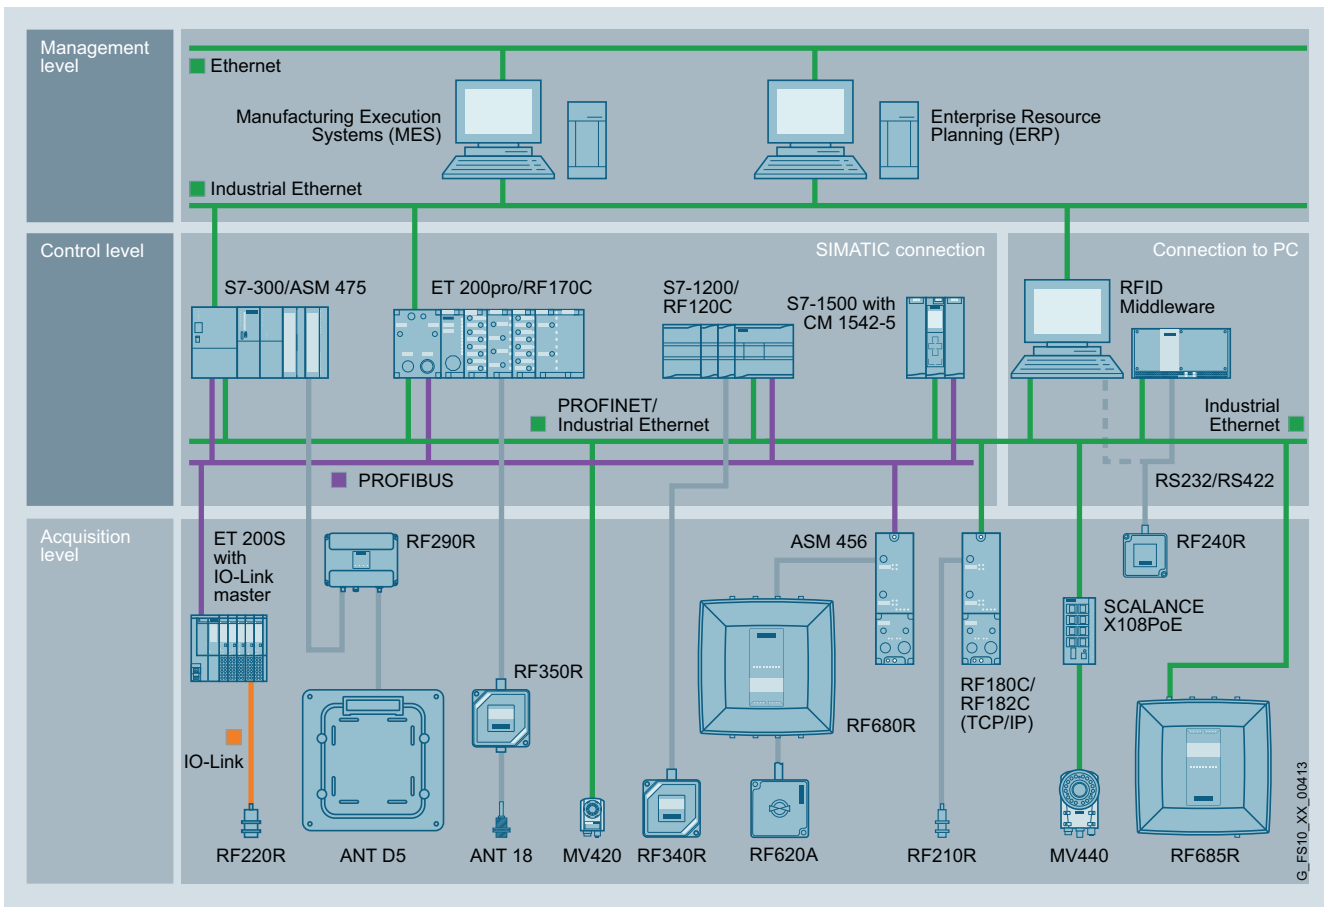 Management
level
Ethernet
Manufacturing Execution
Systems (MES)
Enterprise Resource
Planning (ERP)
Industrial Ethernet
Control level
SIMATIC connection
Connection to PC
S7-300/ASM 475
ET 200pro/RF170C
S7-1200/
RF120C
S7-1500 with
CM 1542-5
RFID
Middleware
PROFINET/
Industrial Ethernet
Industrial
Ethernet
PROFIBUS
RS232/RS422
Acquisition
level
ET 200S
with
IO-Link
master
RF290R
ASM 456
RF240R
SCALANCE
X108PoE
RF350R
RF180C/
RF182C
(TCP/IP)
RF680R
IO-Link
RF220R
ANT D5
ANT 18
MV420
RF340R
RF620A
RF210R
MV440
RF685R
G_FS10_XX_00413